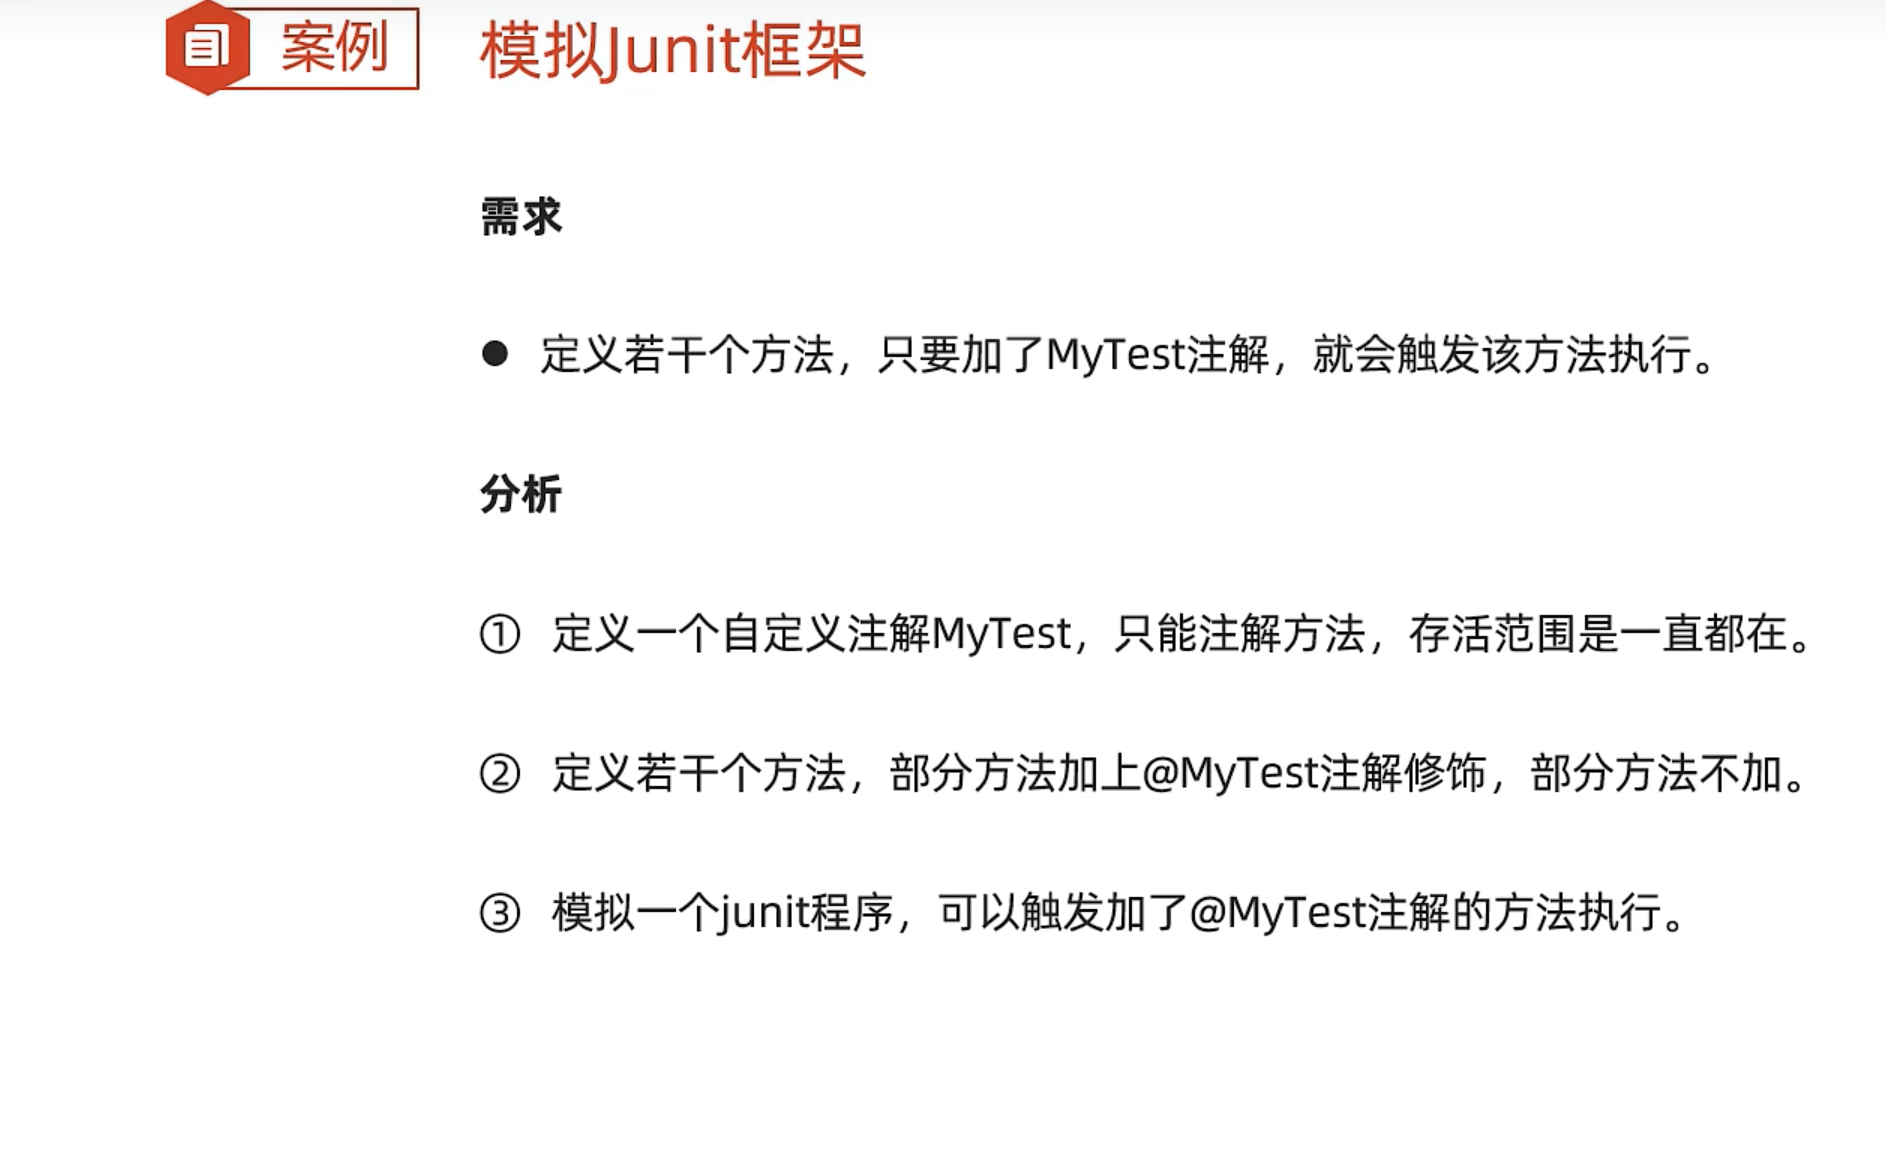 案例
模拟Junit框架
需求
● 定义若干个方法，只要加了MyTest注解，就会触发该方法执行。
分析
① 定义一个自定义注解MyTest，只能注解方法，存活范围是一直都在。
② 定义若干个方法，部分方法加上@MyTest注解修饰，部分方法不加。
③ 模拟一个junit程序，可以触发加了@MyTest注解的方法执行。